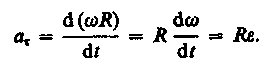 a_τ = d (ωR) / dt = R dω / dt = Rε.